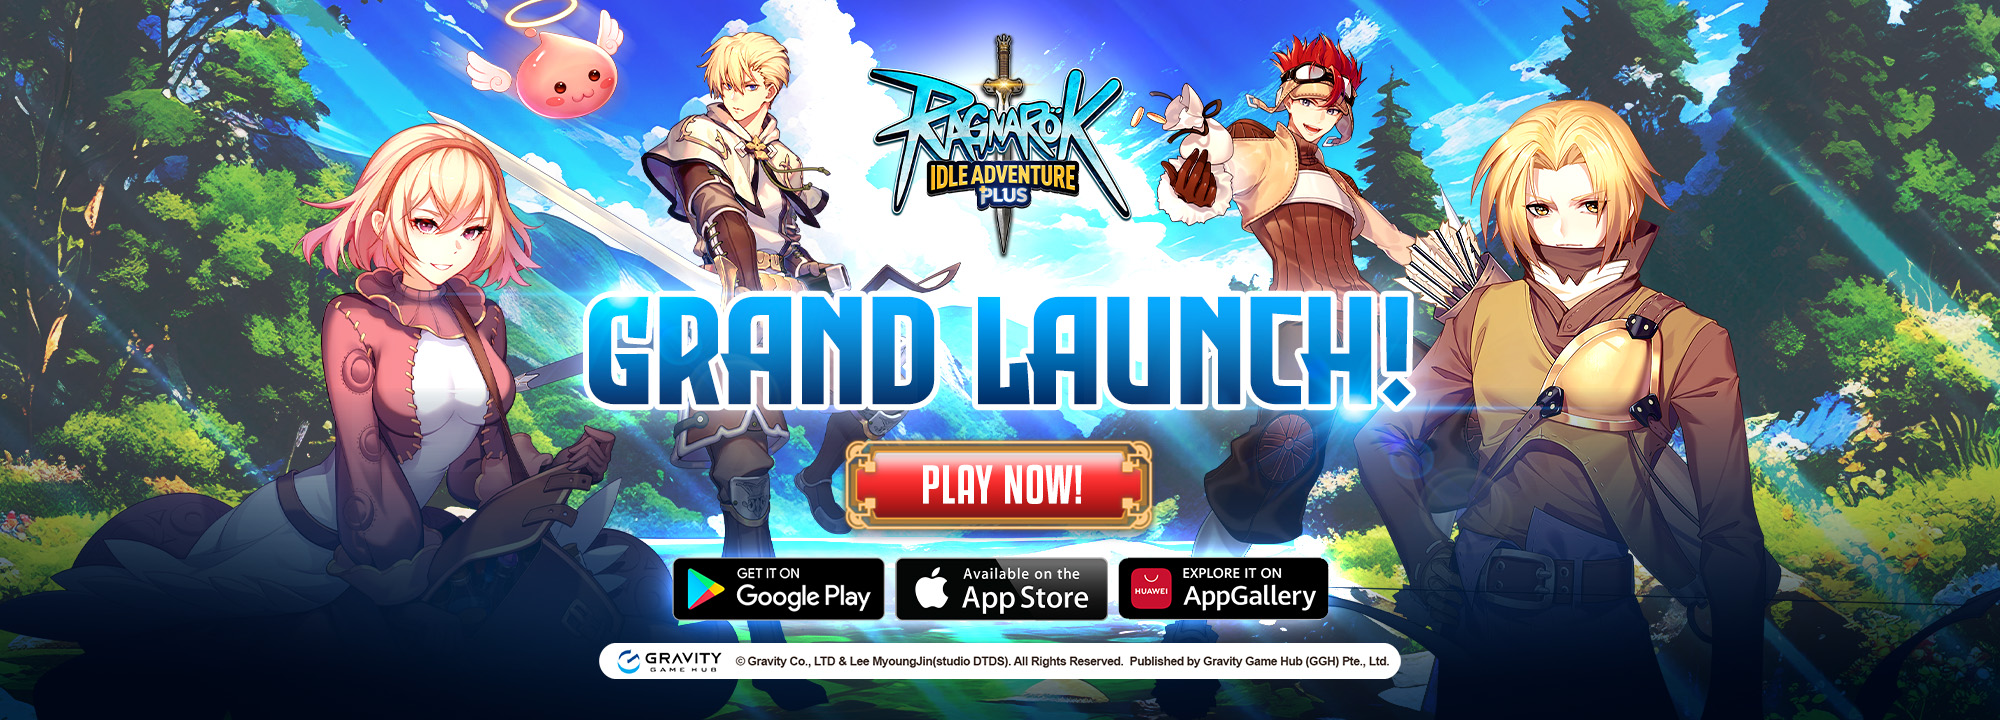 RAGNARÖK
IDLE ADVENTURE
PLUS
GRAND LAUNCH!
PLAY NOW!
GET IT ON
Google Play
Available on the
App Store
HUAWEI
EXPLORE IT ON
AppGallery
GRAVITY
GAME HUB
© Gravity Co., LTD & Lee MyoungJin(studio DTDS). All Rights Reserved. Published by Gravity Game Hub (GGH) Pte., Ltd.